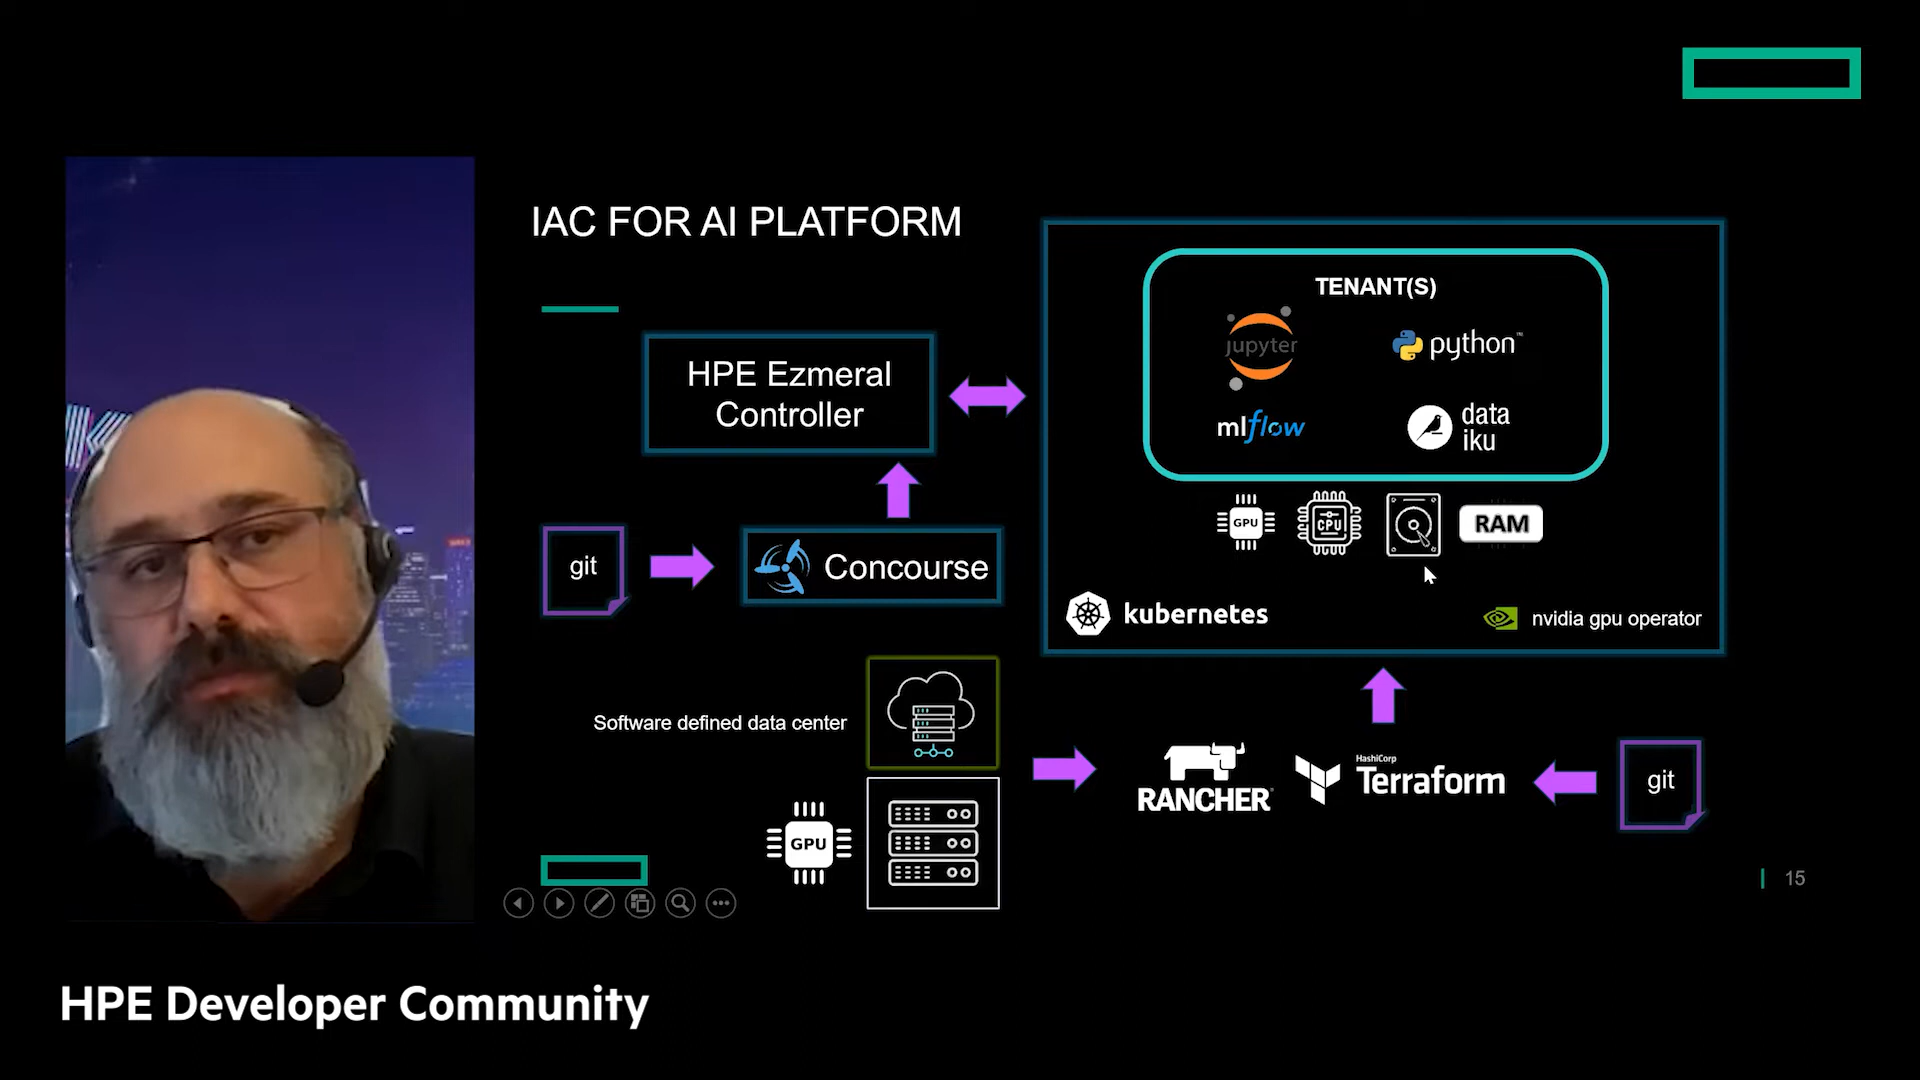 IAC FOR AI PLATFORM
HPE Ezmeral
Controller
git
Concourse
Software defined data center
GPU
TENANT(S)
jupyter
python™
mlflow
data
iku
GPU
CPU
RAM
kubernetes
nvidia gpu operator
RANCHER
HashiCorp
Terraform
git
15
HPE Developer Community